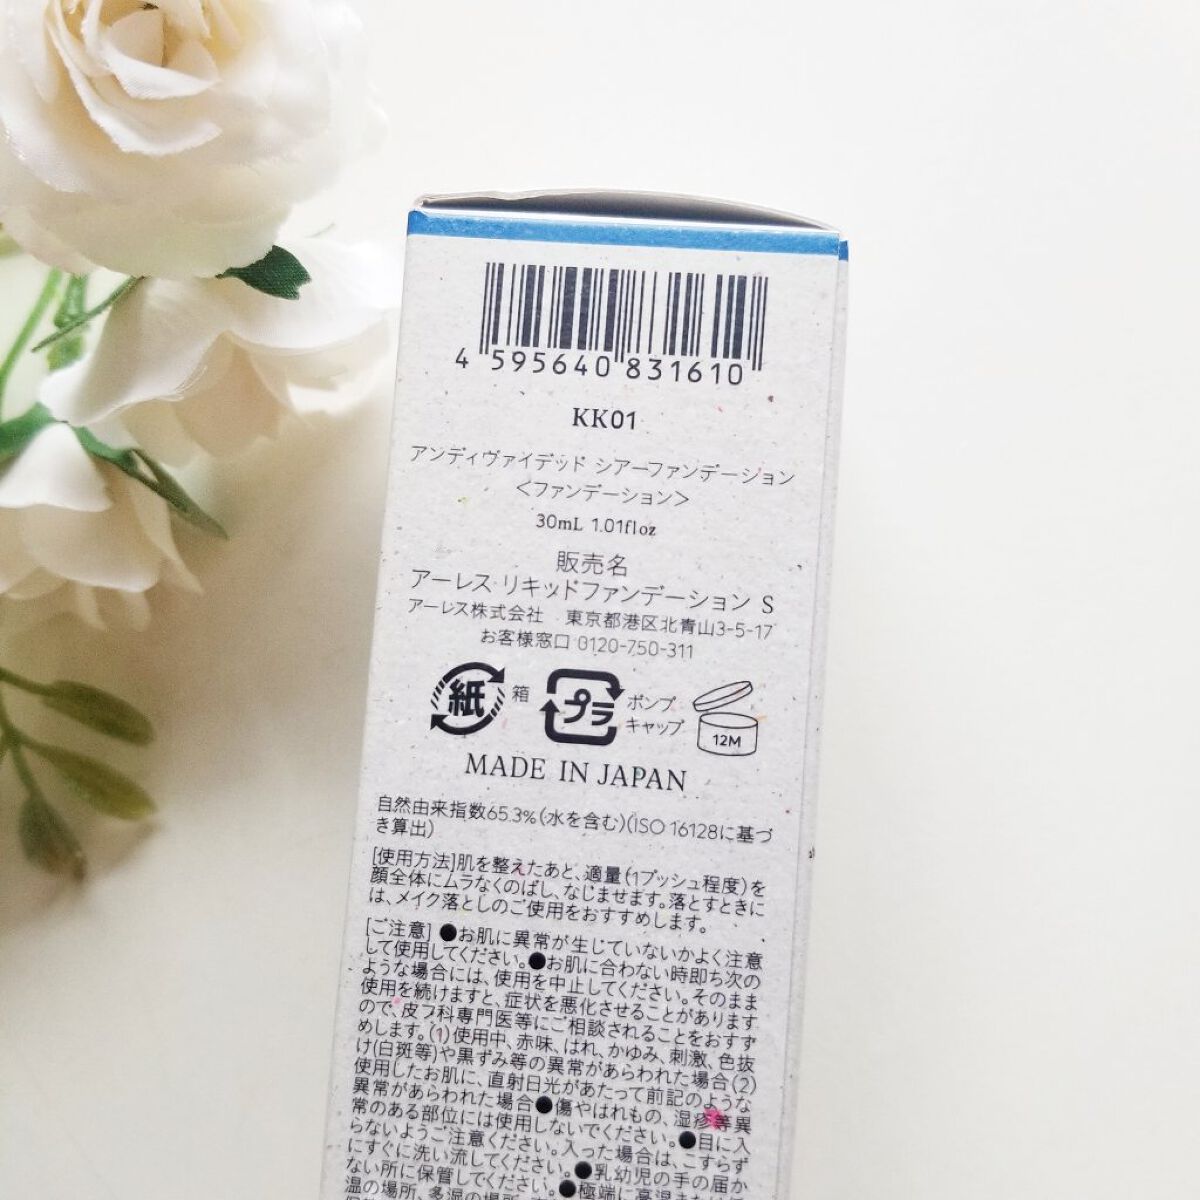 4 595640 831610
KK01
アンディヴァイデッド シアーファンデーション
<ファンデーション>
30mL 1.01floz
販売名
アーレス リキッドファンデーション S
アーレス株式会社 東京都港区北青山3-5-17
お客様窓口 0120-750-311
紙 箱 プラ ポンプ
キャップ 12M
MADE IN JAPAN
自然由来指数65.3%(水を含む)(ISO 16128に基づ
き算出)
[使用方法]肌を整えたあと、適量(1プッシュ程度)を
顔全体にムラなくのばし、なじませます。落とすときに
は、メイク落としのご使用をおすすめします。
[ご注意] ●お肌に異常が生じていないかよく注意
して使用してください。●お肌に合わない時即ち次の
ような場合には、使用を中止してください。そのまま
使用を続けますと、症状を悪化させることがあります
ので、皮フ科専門医等にご相談されることをおすす
めします。(1)使用中、赤味、はれ、かゆみ、刺激、色抜
け(白斑等)や黒ずみ等の異常があらわれた場合(2)
使用したお肌に、直射日光があたって前記のような
異常があらわれた場合●傷やはれもの、湿疹等異
常のある部位には使用しないでください。●目に入
らないようご注意ください。入った場合は、こすらず
にすぐに洗い流してください。●乳幼児の手の届か
ない所に保管してください。●極端に高温または低
温の場所、多湿の場所、